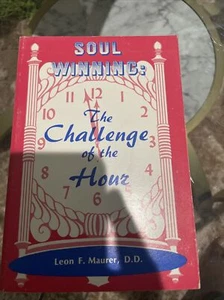 SOUL
WINNING:
The
Challenge
of the
Hour
Leon F. Maurer, D.D.